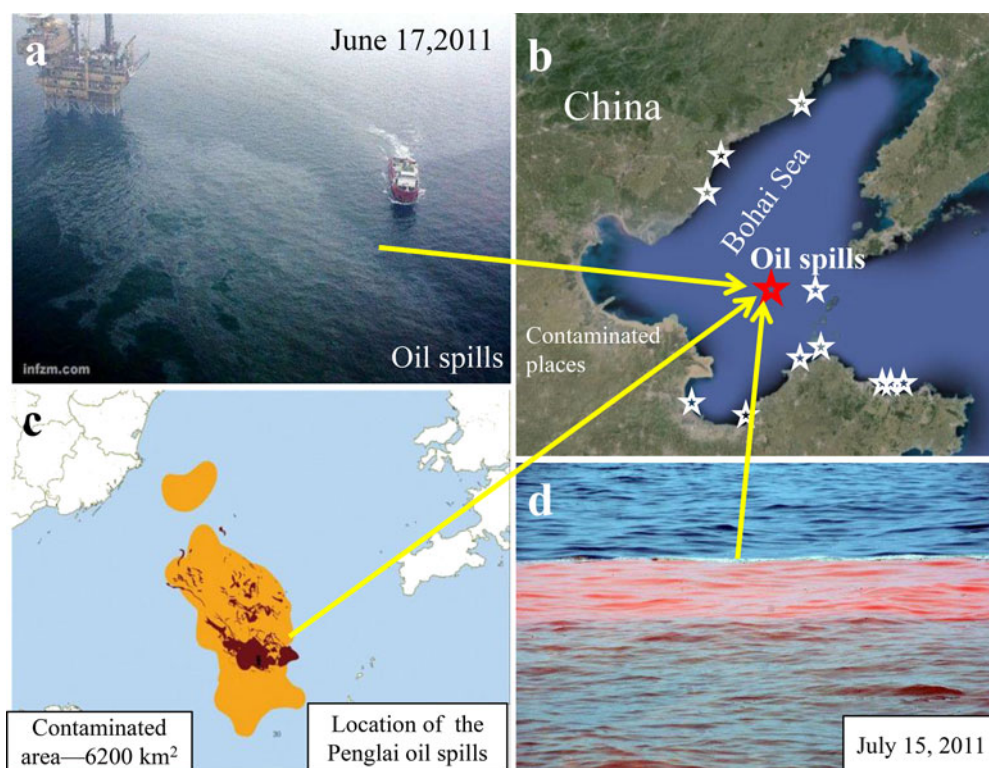 a
June 17,2011
infzm.com
Oil spills
b
China
Bohai Sea
Oil spills
Contaminated
places
c
Contaminated
area—6200 km²
30
Location of the
Penglai oil spills
d
July 15, 2011